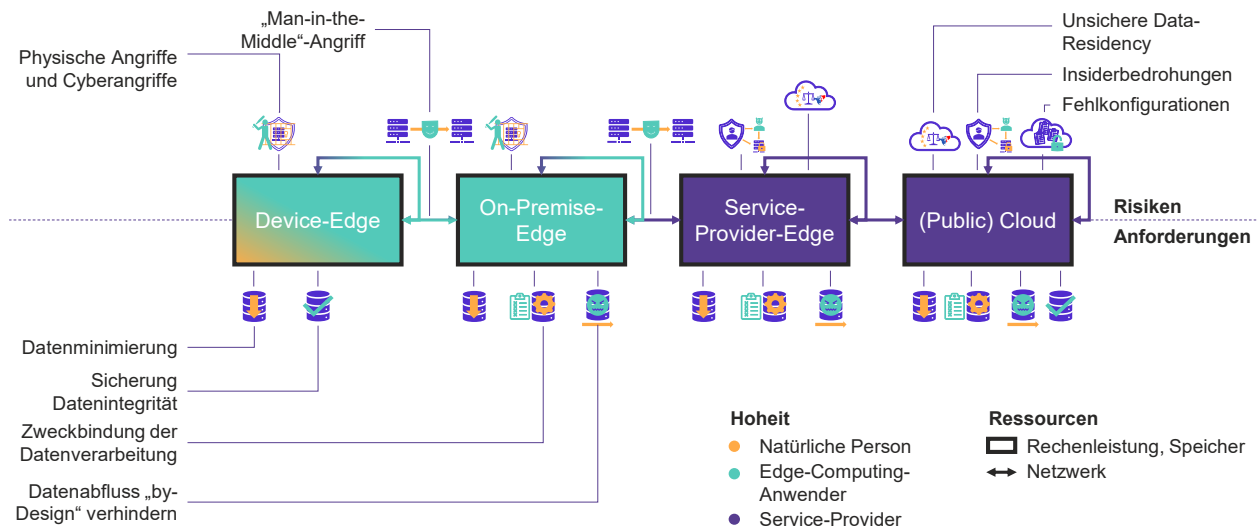 „Man-in-the-
Middle“-Angriff
Physische Angriffe
und Cyberangriffe
Unsichere Data-
Residency
Insiderbedrohungen
Fehlkonfigurationen
Device-Edge
On-Premise-
Edge
Service-
Provider-Edge
(Public) Cloud
Risiken
Anforderungen
Datenminimierung
Sicherung
Datenintegrität
Zweckbindung der
Datenverarbeitung
Datenabfluss „by-
Design“ verhindern
Hoheit
Natürliche Person
Edge-Computing-
Anwender
Service-Provider
Ressourcen
Rechenleistung, Speicher
Netzwerk